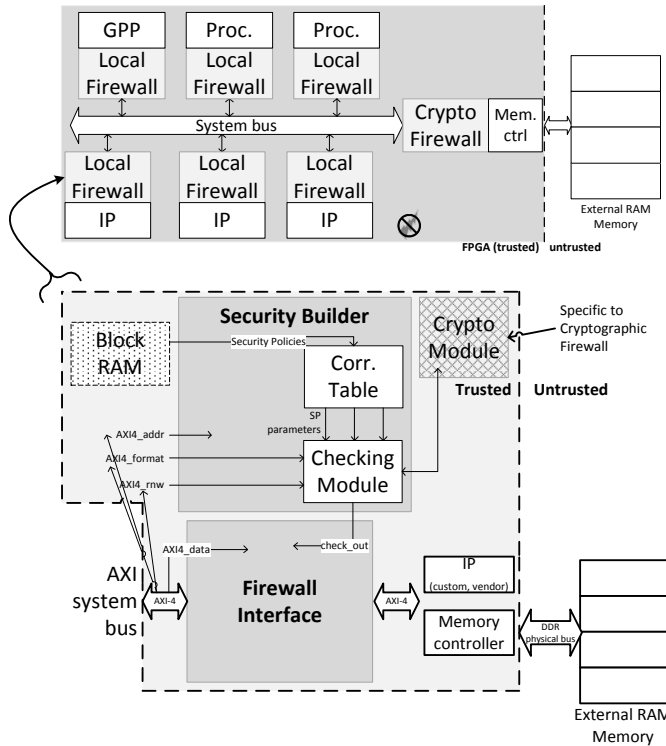 GPP
Proc.
Proc.
Local
Firewall
Local
Firewall
Local
Firewall
System bus
Crypto
Firewall
Mem.
ctrl
Local
Firewall
Local
Firewall
Local
Firewall
IP
IP
IP
External RAM
Memory
FPGA (trusted)
untrusted
Security Builder
Block
RAM
Security Policies
Crypto
Module
Specific to
Cryptographic
Firewall
Corr.
Table
Trusted
Untrusted
SP
parameters
AXI4_addr
AXI4_format
AXI4_rnw
Checking
Module
AXI4_data
check_out
AXI
system
bus
AXI-4
Firewall
Interface
AXI-4
IP
(custom, vendor)
Memory
controller
DDR
physical bus
External RAM
Memory